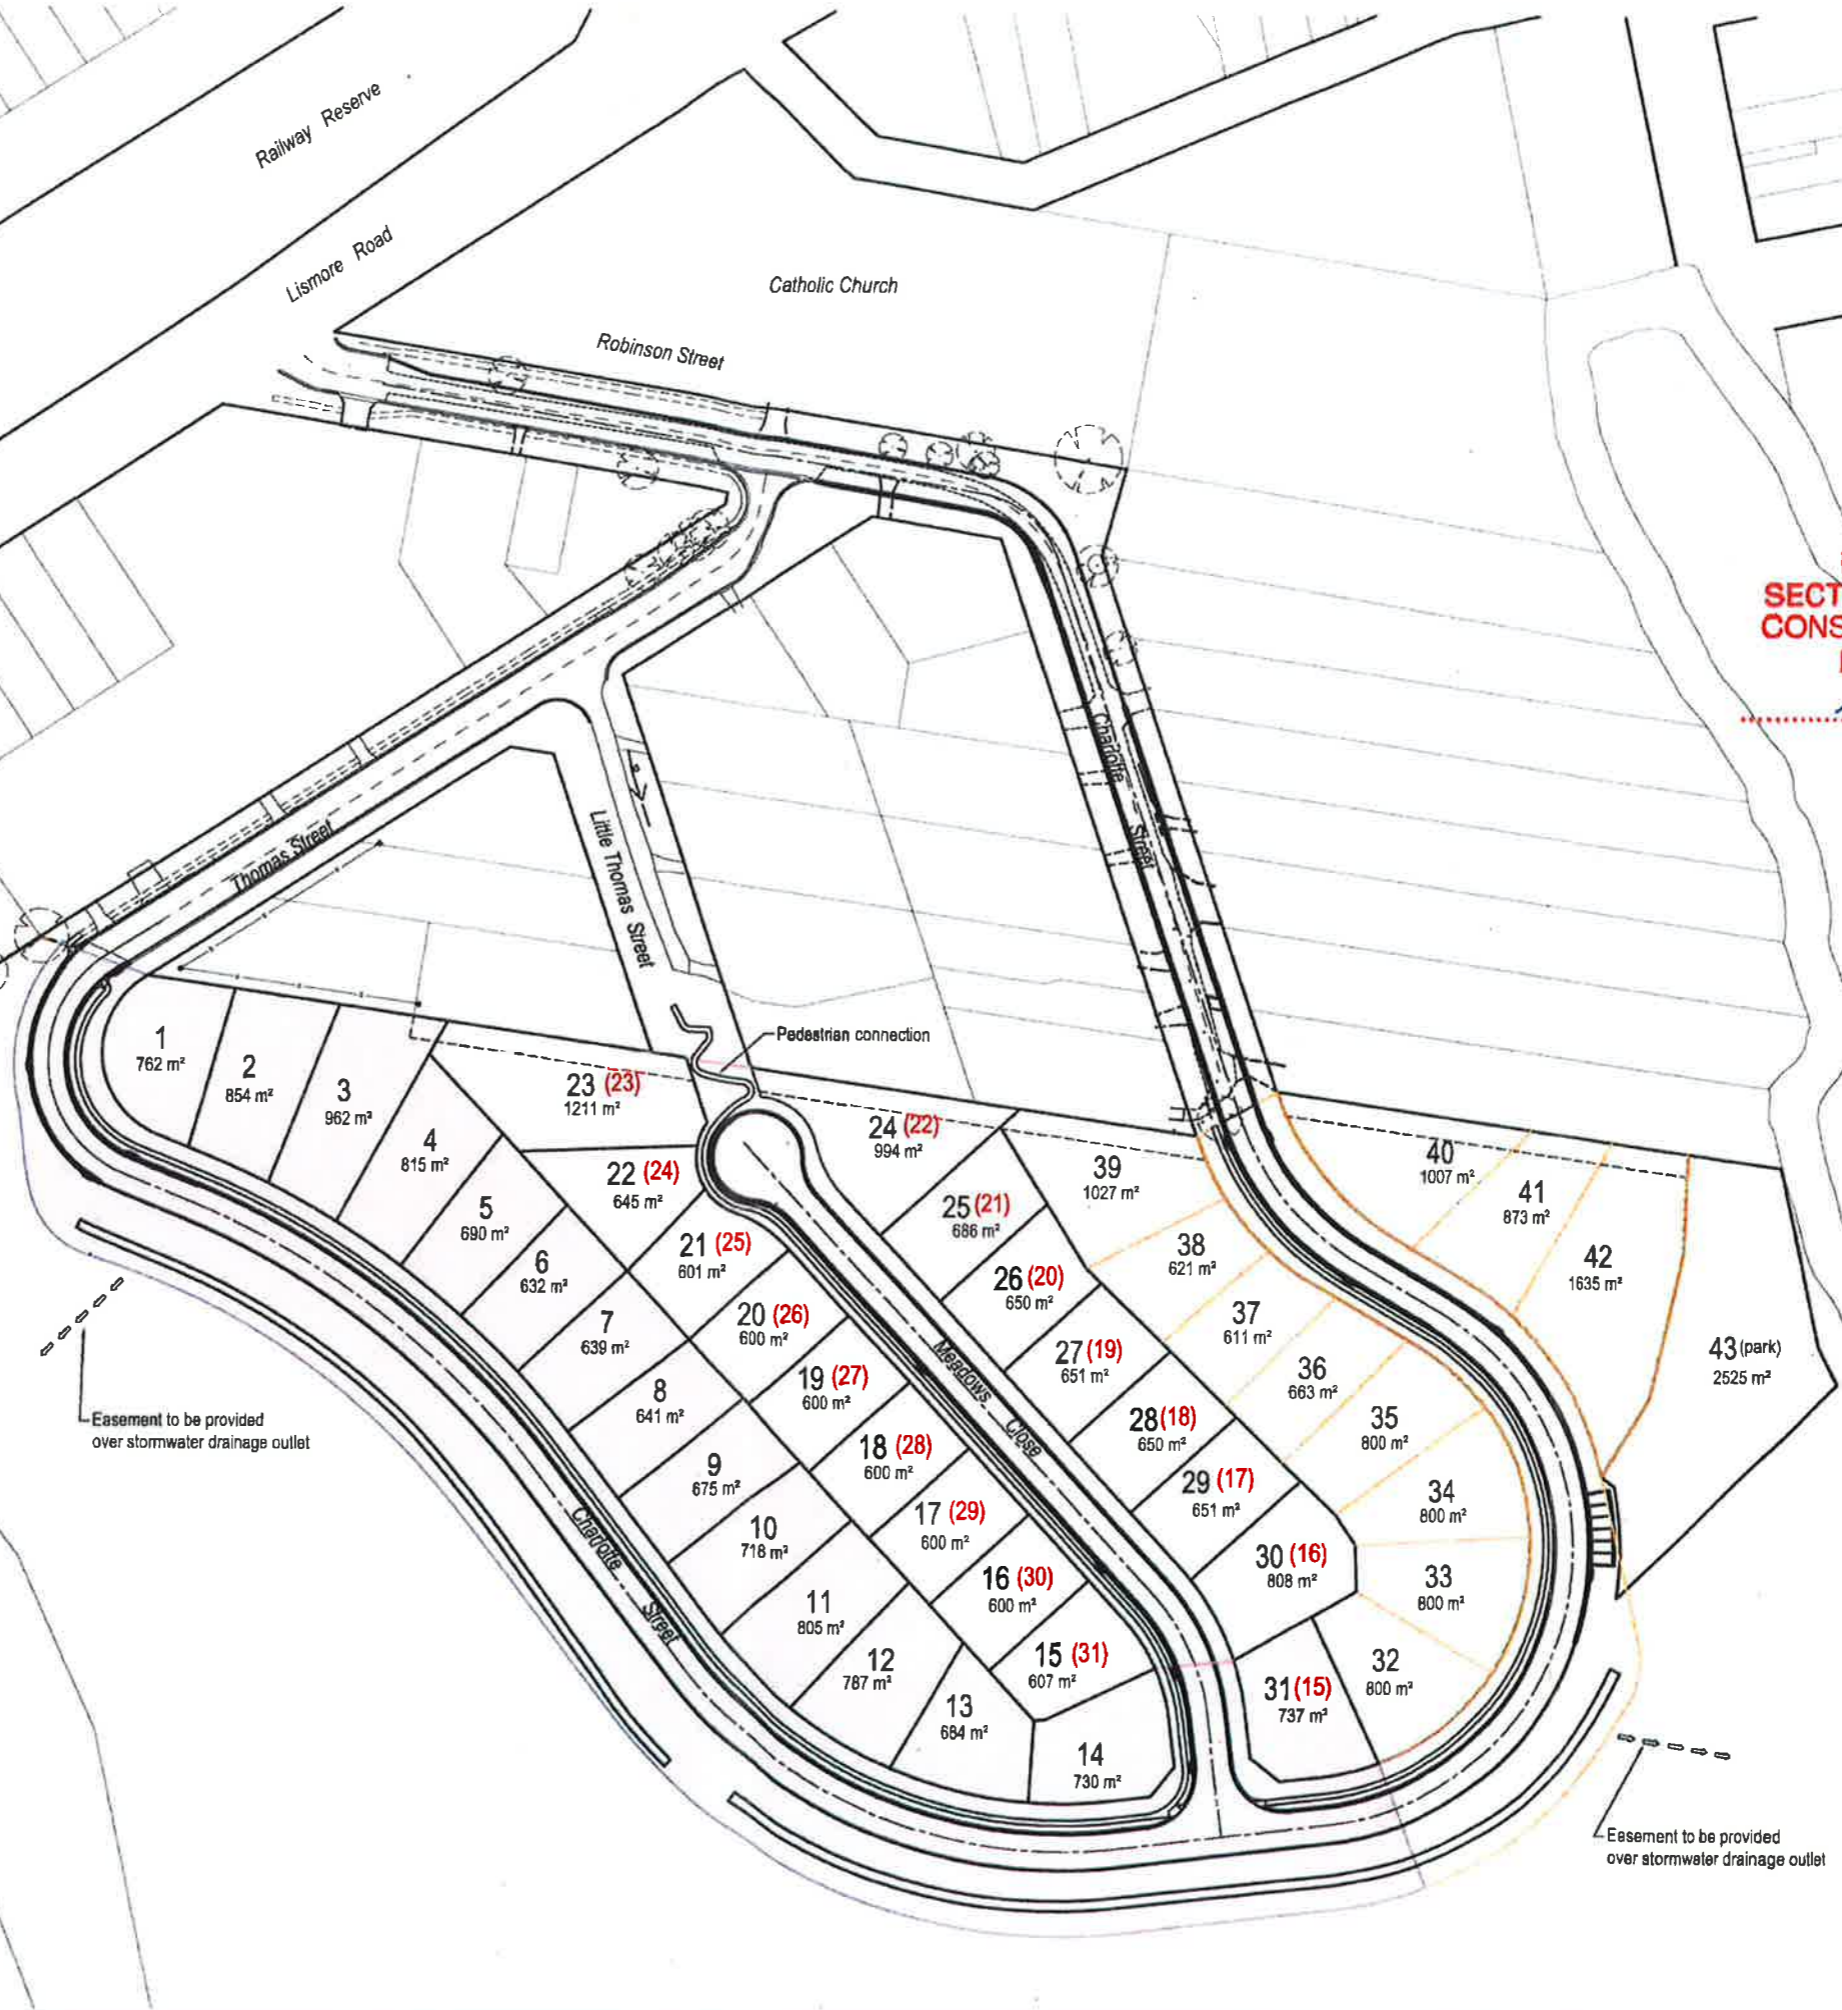 Railway Reserve
Lismore Road
Catholic Church
Robinson Street
SECT
CONS
Charlotte Street
Thomas Street
Little Thomas Street
Pedestrian connection
1
762 m²
2
854 m²
3
962 m²
4
815 m²
5
690 m²
6
632 m²
7
639 m²
8
641 m²
9
675 m²
10
718 m²
11
805 m²
12
787 m²
13
684 m²
14
730 m²
15 (31)
607 m²
16 (30)
600 m²
17 (29)
600 m²
18 (28)
600 m²
19 (27)
600 m²
20 (26)
600 m²
21 (25)
601 m²
22 (24)
645 m²
23 (23)
1211 m²
24 (22)
994 m²
25 (21)
686 m²
26 (20)
650 m²
27 (19)
651 m²
28 (18)
650 m²
29 (17)
651 m²
30 (16)
808 m²
31 (15)
737 m²
32
800 m²
33
800 m²
34
800 m²
35
800 m²
36
663 m²
37
611 m²
38
621 m²
39
1027 m²
40
1007 m²
41
873 m²
42
1635 m²
43 (park)
2525 m²
Meadows Close
Charlotte Street
Easement to be provided
over stormwater drainage outlet
Easement to be provided
over stormwater drainage outlet